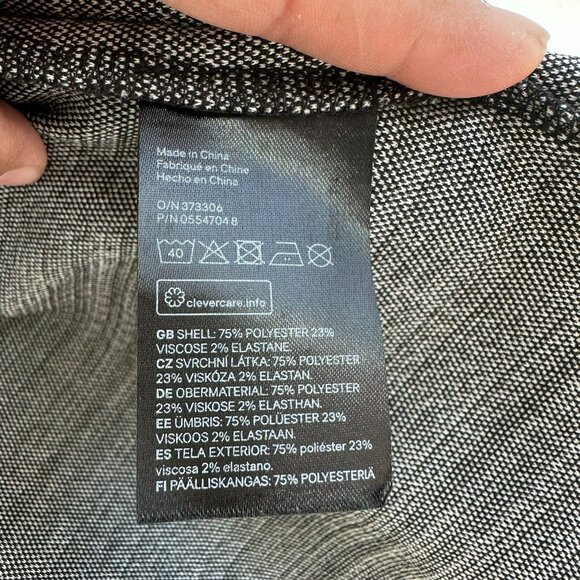 Made in China
Fabriqué en Chine
Hecho en China
O/N 373306
P/N 0554704 8
40
clevercare.info
GB SHELL: 75% POLYESTER 23%
VISCOSE 2% ELASTANE.
CZ SVRCHNÍ LÁTKA: 75% POLYESTER
23% VISKÓZA 2% ELASTAN.
DE OBERMATERIAL: 75% POLYESTER
23% VISKOSE 2% ELASTHAN.
EE ÜMBRIS: 75% POLÜESTER 23%
VISKOOS 2% ELASTAAN.
ES TELA EXTERIOR: 75% poliéster 23%
viscosa 2% elastano.
FI PÄÄLLISKANGAS: 75% POLYESTERIÄ